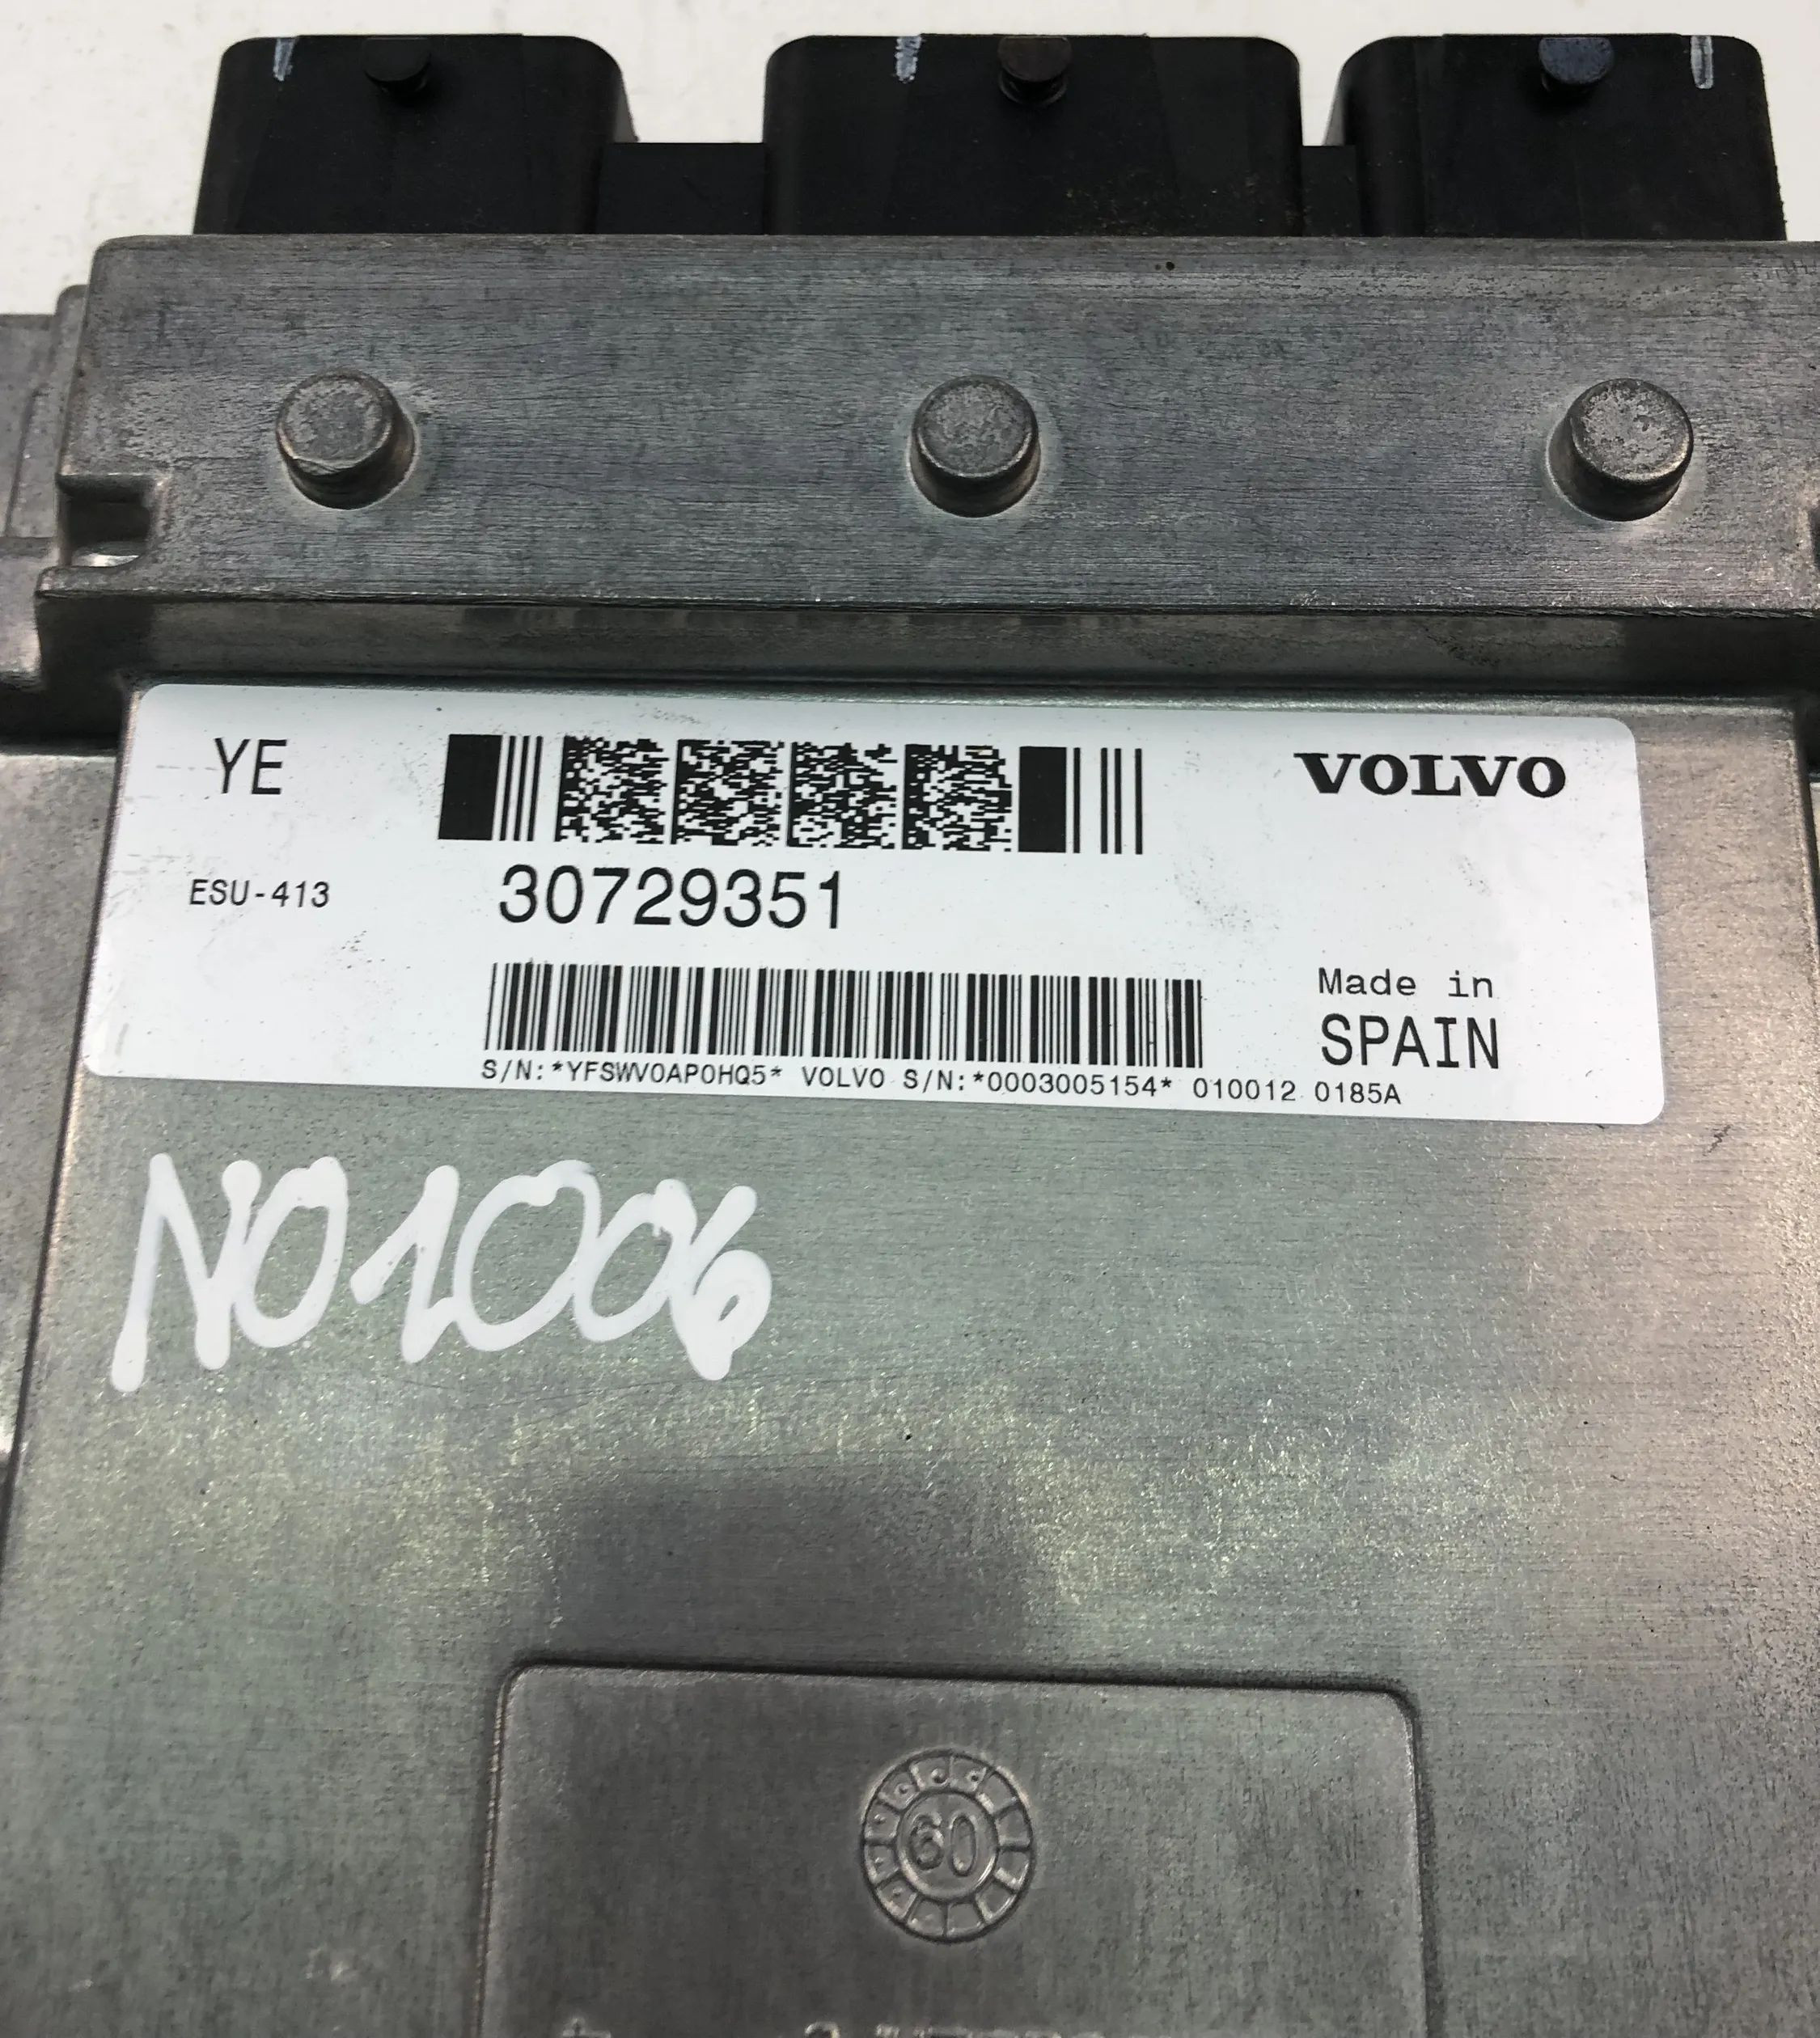 YE
VOLVO
ESU-413
30729351
Made in
SPAIN
S/N:*YFSWV0AP0HQ5* VOLVO S/N:*0003005154* 010012 0185A
NO1006
60